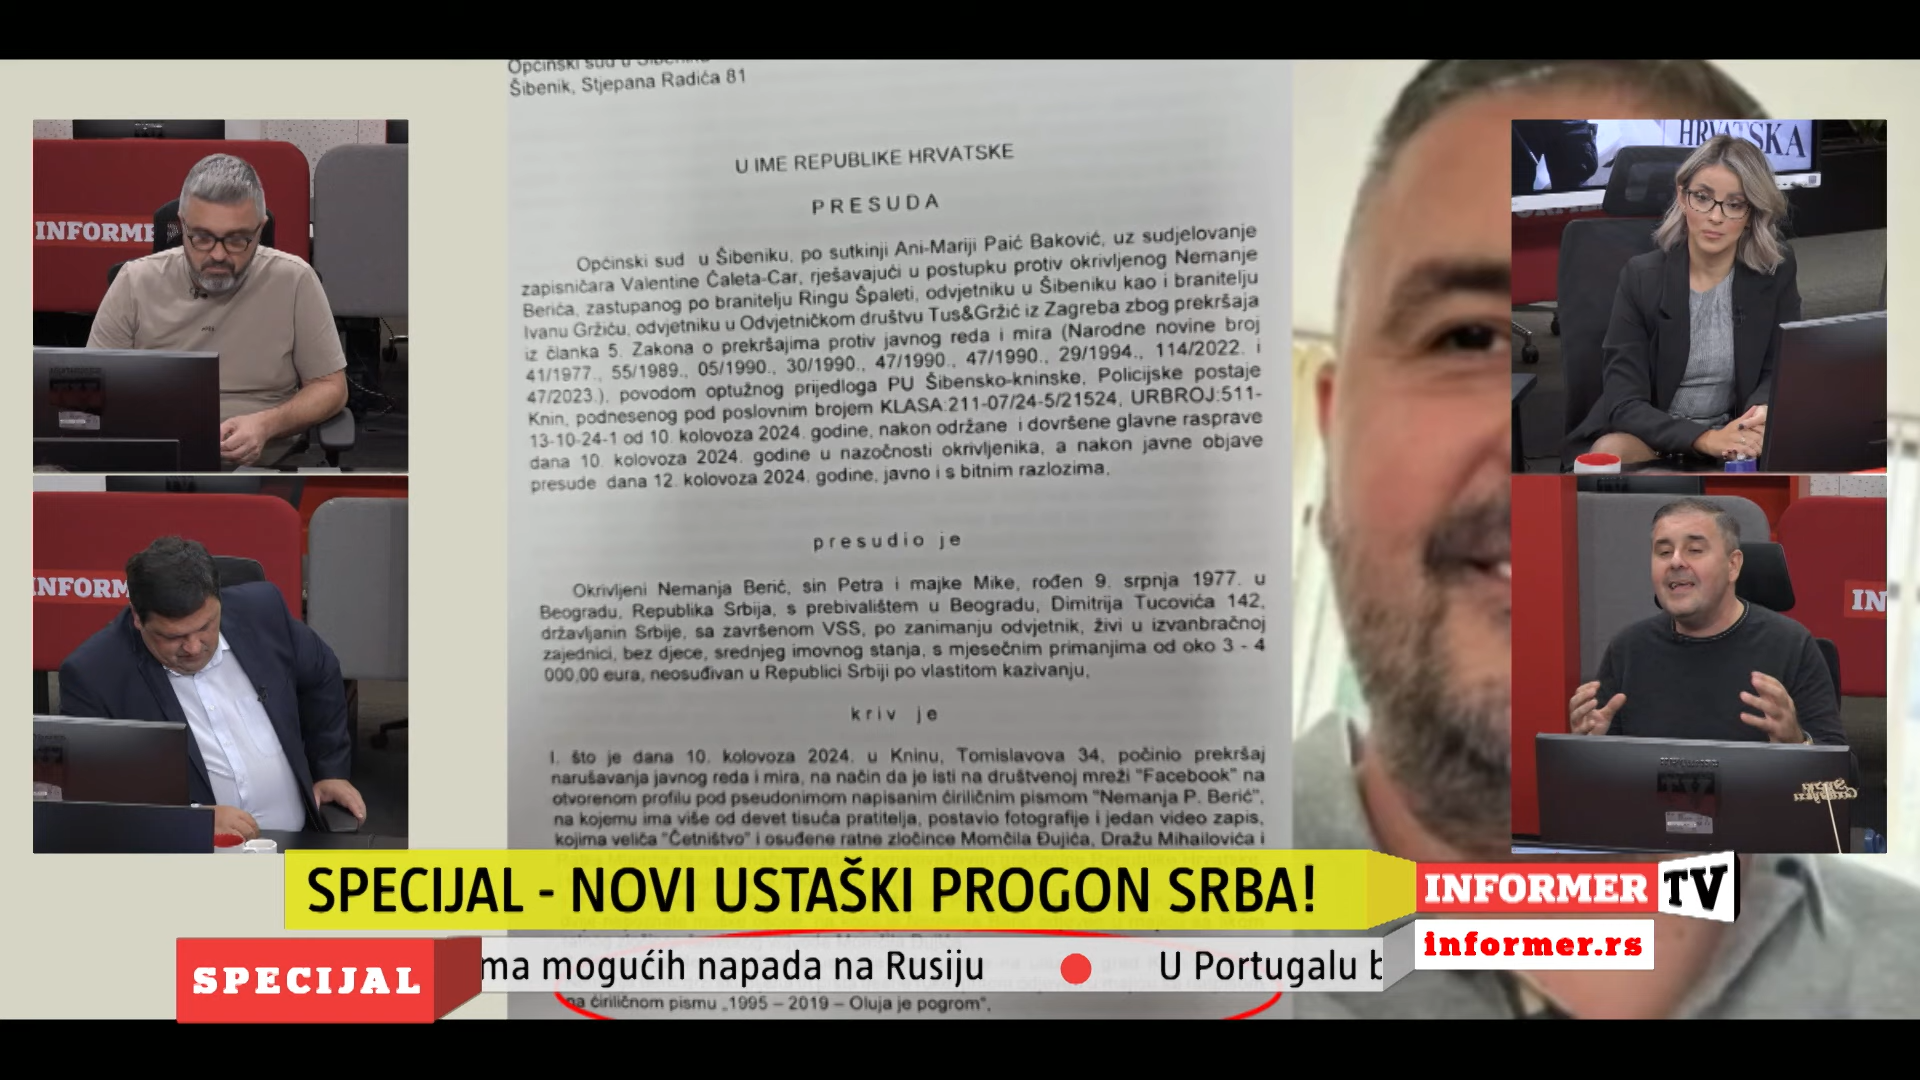 Općinski sud u Šibeniku
Šibenik, Stjepana Radića 81
U IME REPUBLIKE HRVATSKE
P R E S U D A
Općinski sud u Šibeniku, po sutkinji Ani-Mariji Paić Baković, uz sudjelovanje
zapisničara Valentine Ćaleta-Car, rješavajući u postupku protiv okrivljenog Nemanje
Berića, zastupanog po branitelju Ringu Špaleti, odvjetniku u Šibeniku kao i branitelju
Ivanu Gržiću, odvjetniku u Odvjetničkom društvu Tus&Gržić iz Zagreba zbog prekršaja
iz članka 5. Zakona o prekršajima protiv javnog reda i mira (Narodne novine broj
41/1977., 55/1989., 05/1990., 30/1990., 47/1990., 47/1990., 29/1994., 114/2022. i
47/2023.), povodom optužnog prijedloga PU Šibensko-kninske, Policijske postaje
Knin, podnesenog pod poslovnim brojem KLASA:211-07/24-5/21524, URBROJ:511-
13-10-24-1 od 10. kolovoza 2024. godine, nakon održane i dovršene glavne rasprave
dana 10. kolovoza 2024. godine u nazočnosti okrivljenika, a nakon javne objave
presude dana 12. kolovoza 2024. godine, javno i s bitnim razlozima,
p r e s u d i o j e
Okrivljeni Nemanja Berić, sin Petra i majke Mike, rođen 9. srpnja 1977. u
Beogradu, Republika Srbija, s prebivalištem u Beogradu, Dimitrija Tucovića 142,
državljanin Srbije, sa završenom VSS, po zanimanju odvjetnik, živi u izvanbračnoj
zajednici, bez djece, srednjeg imovnog stanja, s mjesečnim primanjima od oko 3 - 4
000,00 eura, neosuđivan u Republici Srbiji po vlastitom kazivanju,
k r i v j e
I. što je dana 10. kolovoza 2024. u Kninu, Tomislavova 34, počinio prekršaj
narušavanja javnog reda i mira, na način da je isti na društvenoj mreži "Facebook" na
otvorenom profilu pod pseudonimom napisanim ćiriličnim pismom "Nemanja P. Berić",
na kojemu ima više od devet tisuća pratitelja, postavio fotografije i jedan video zapis,
kojima veliča "Četništvo" i osuđene ratne zločince Momčila Đujića, Dražu Mihailovića i
na ćiriličnom pismu „1995 – 2019 – Oluja je pogrom",
INFORME
INFORM
HRVATSKA
IN
SPECIJAL - NOVI USTAŠKI PROGON SRBA!
INFORMER TV
informer.rs
SPECIJAL
ma mogućih napada na Rusiju
U Portugalu b